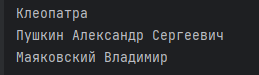 Клеопатра
Пушкин Александр Сергеевич
Маяковский Владимир